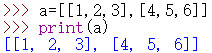 >>> a=[[1,2,3],[4,5,6]]
>>> print(a)
[[1, 2, 3], [4, 5, 6]]